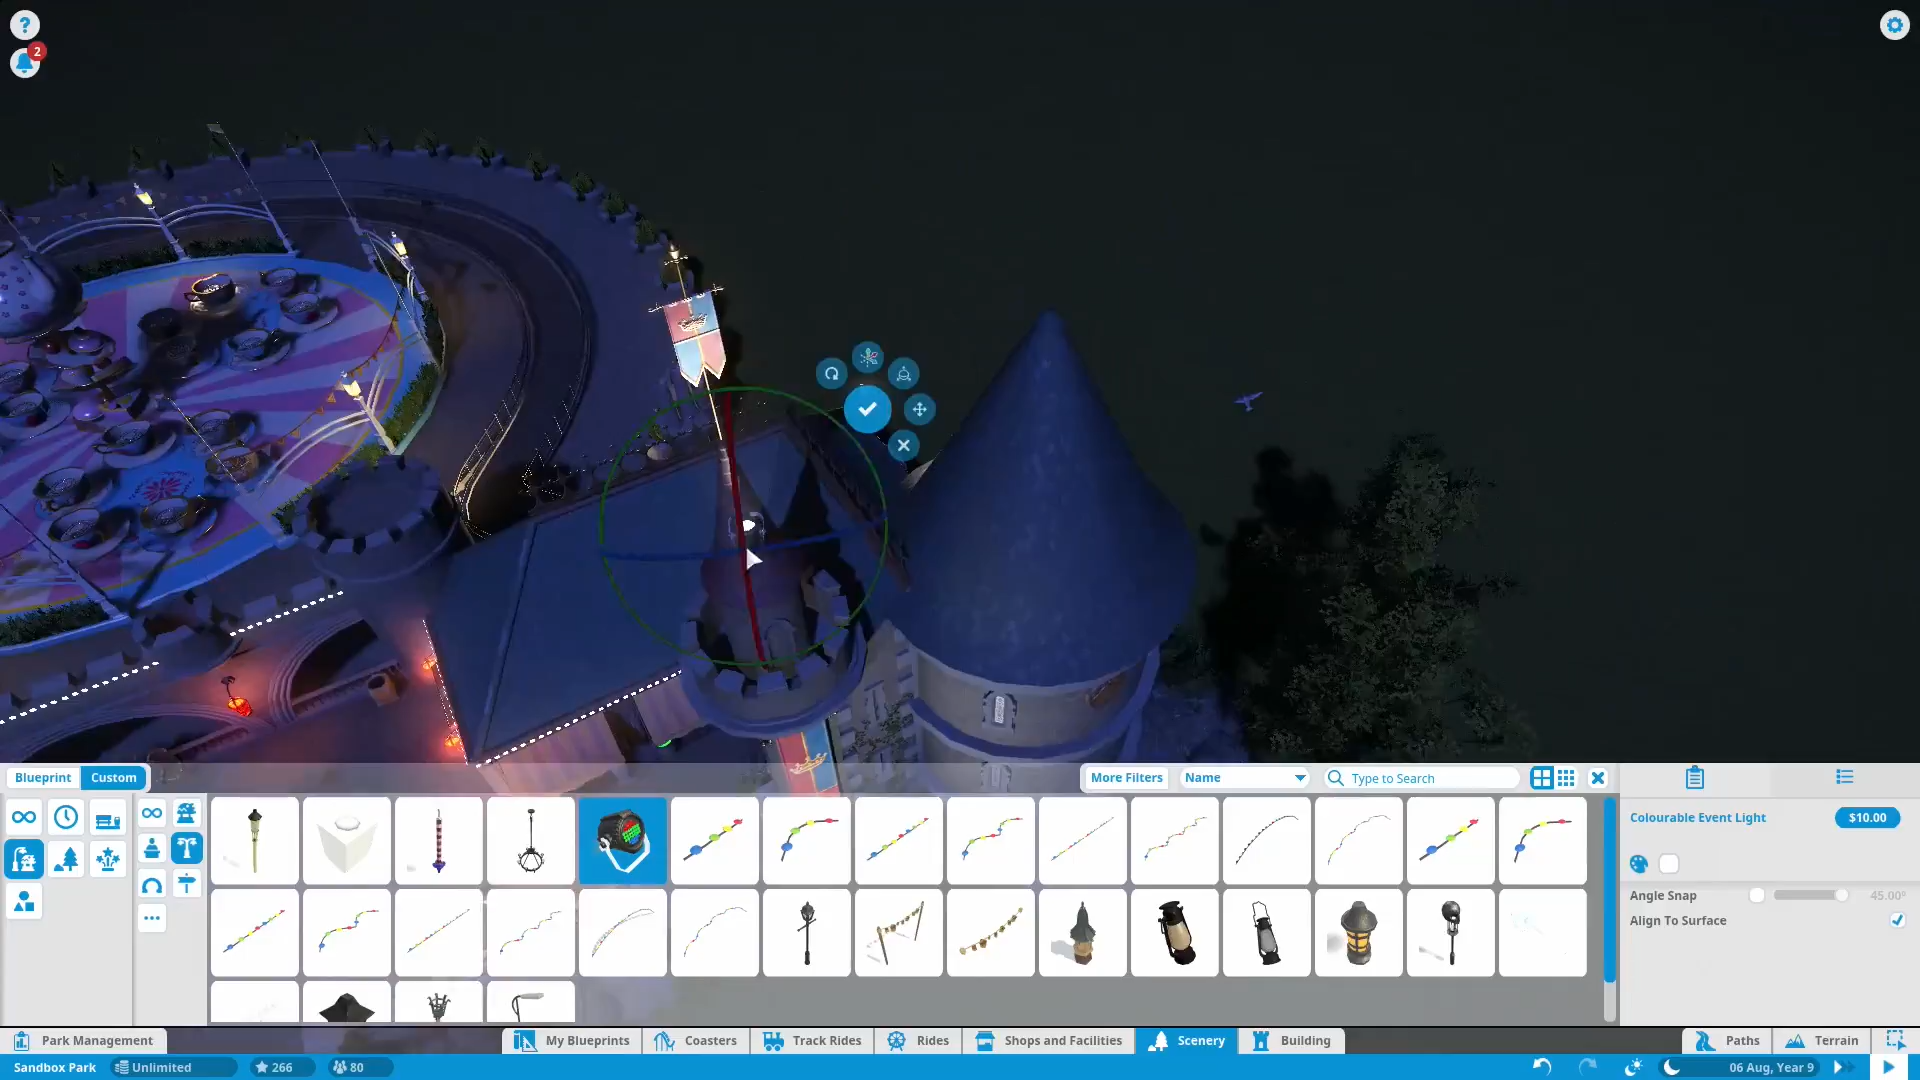 ?
2
Blueprint
Custom
More Filters
Name
Type to Search
Colourable Event Light
$10.00
Angle Snap
45.00°
Align To Surface
Park Management
My Blueprints
Coasters
Track Rides
Rides
Shops and Facilities
Scenery
Building
Paths
Terrain
Sandbox Park
Unlimited
266
80
06 Aug, Year 9